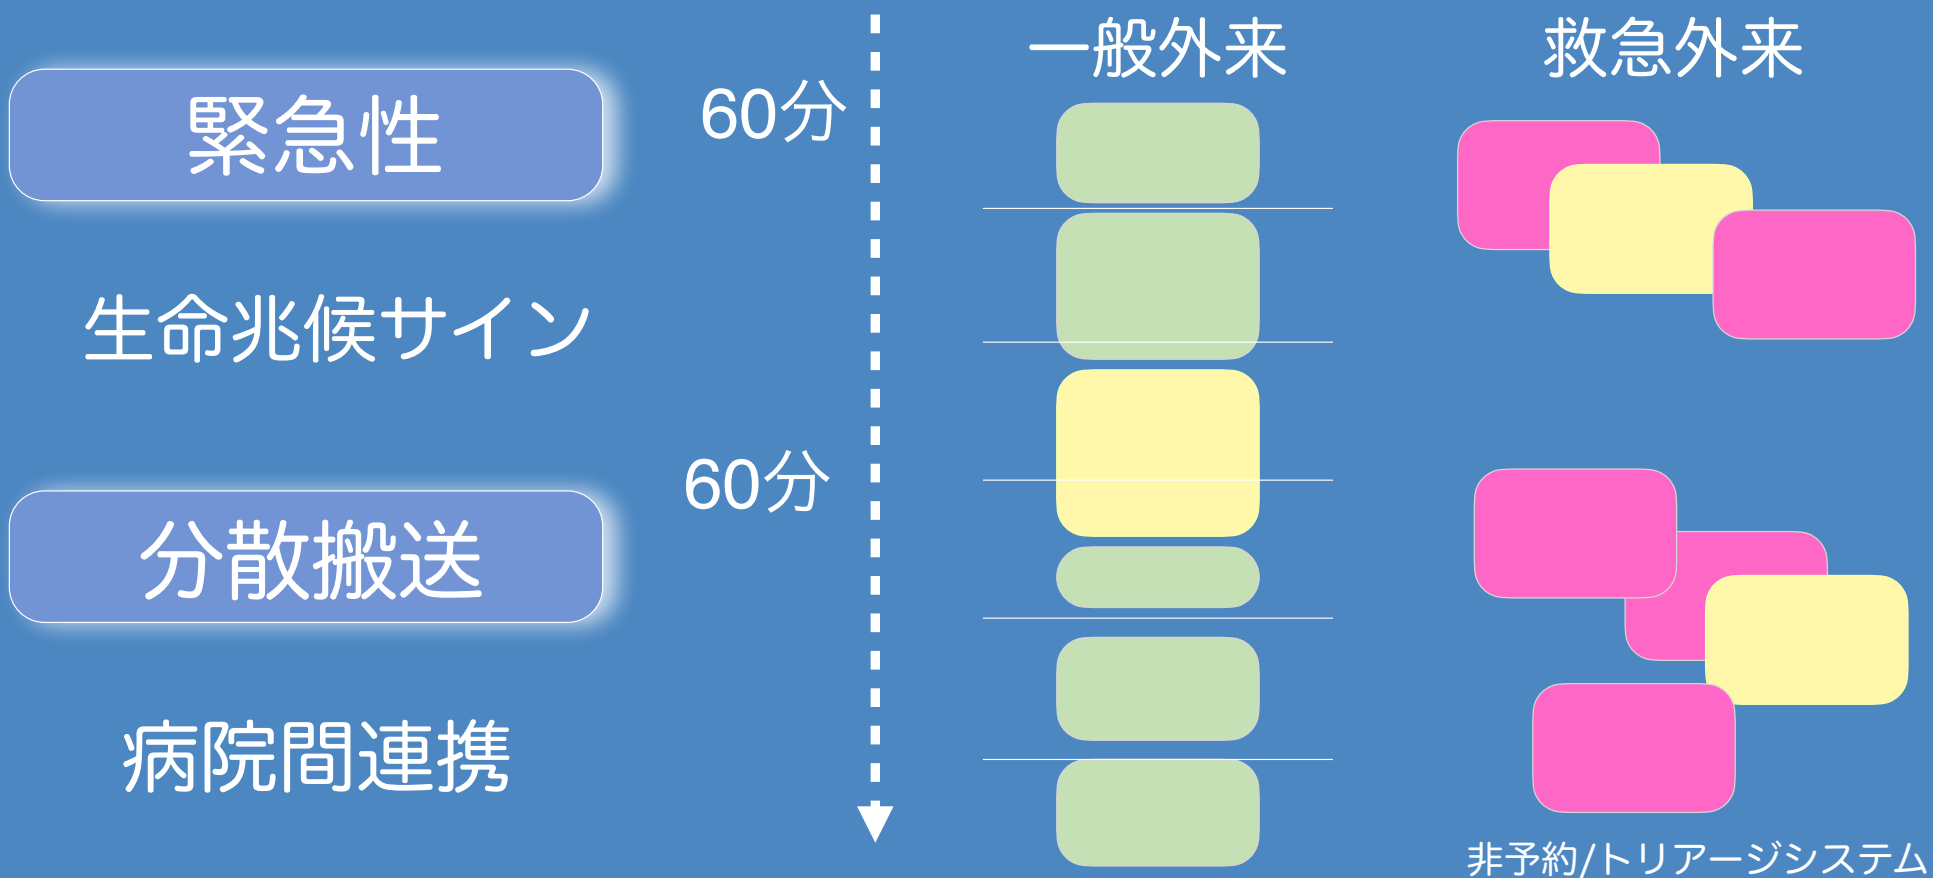 緊急性
生命兆候サイン
分散搬送
病院間連携
60分
60分
一般外来
救急外来
非予約/トリアージシステム